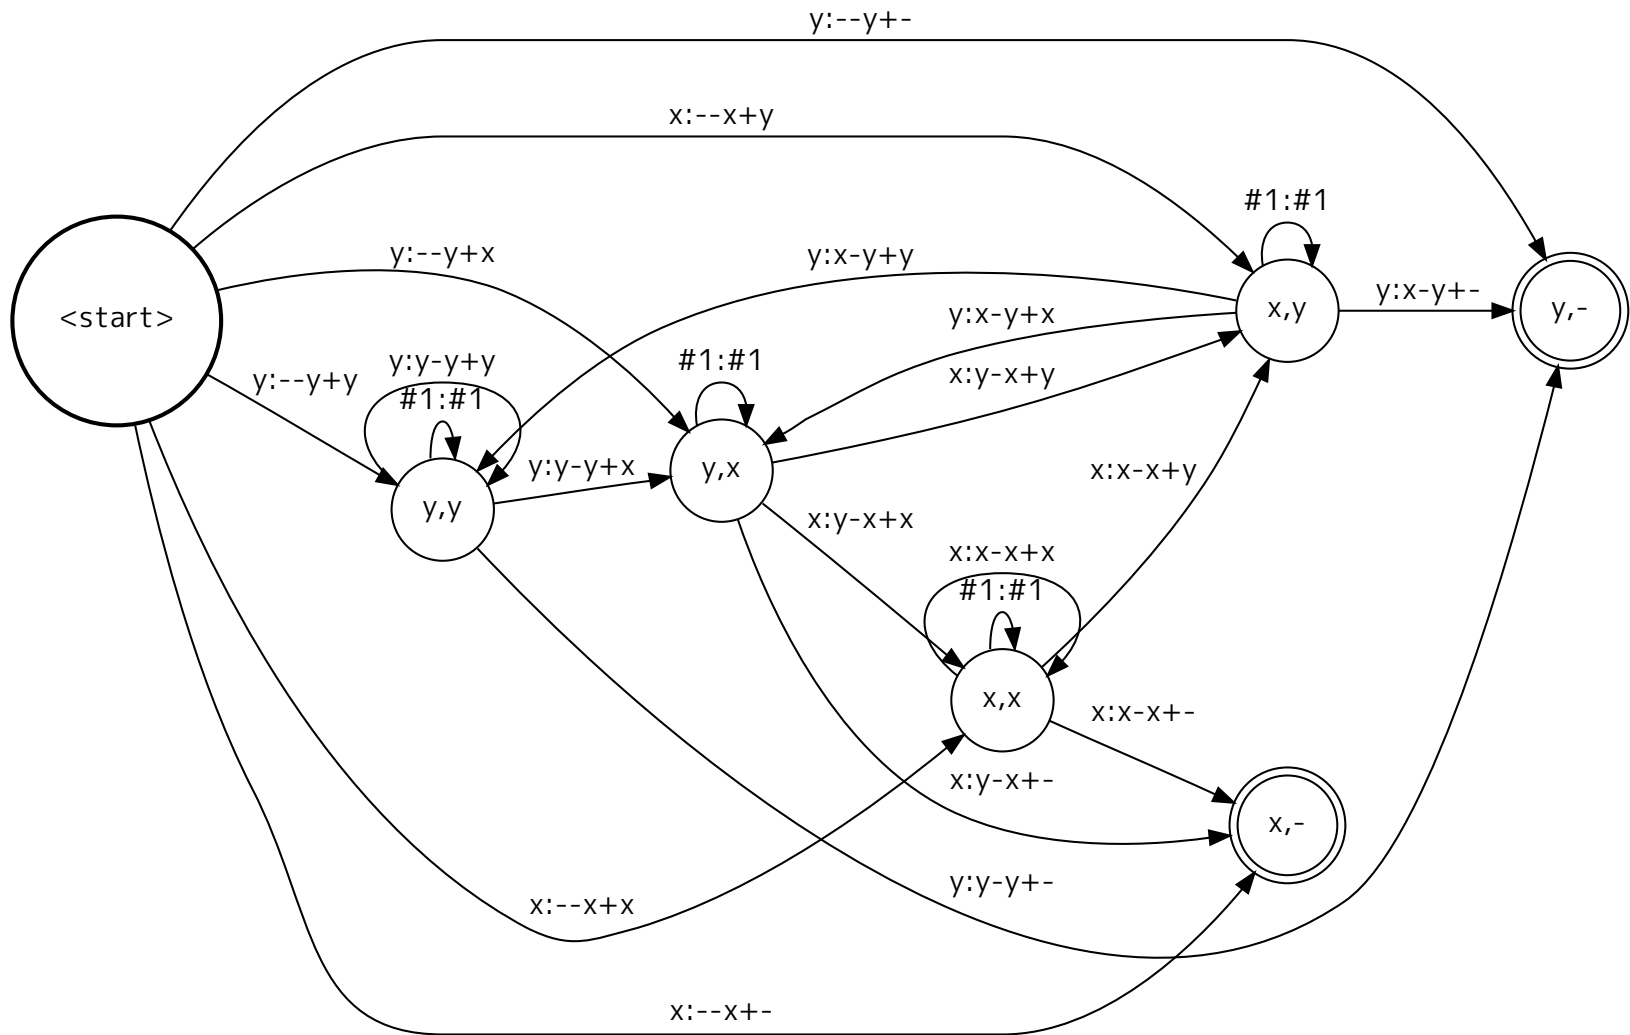 y:--y+-
x:--x+y
#1:#1
y:--y+x
y:x-y+y
y:x-y+-
<start>
x,y
y,-
y:x-y+x
y:--y+y
y:y-y+y
#1:#1
#1:#1
x:y-x+y
y:y-y+x
y,x
x:x-x+y
y,y
x:y-x+x
x:x-x+x
#1:#1
x,x
x:x-x+-
x:y-x+-
x,-
y:y-y+-
x:--x+x
x:--x+-